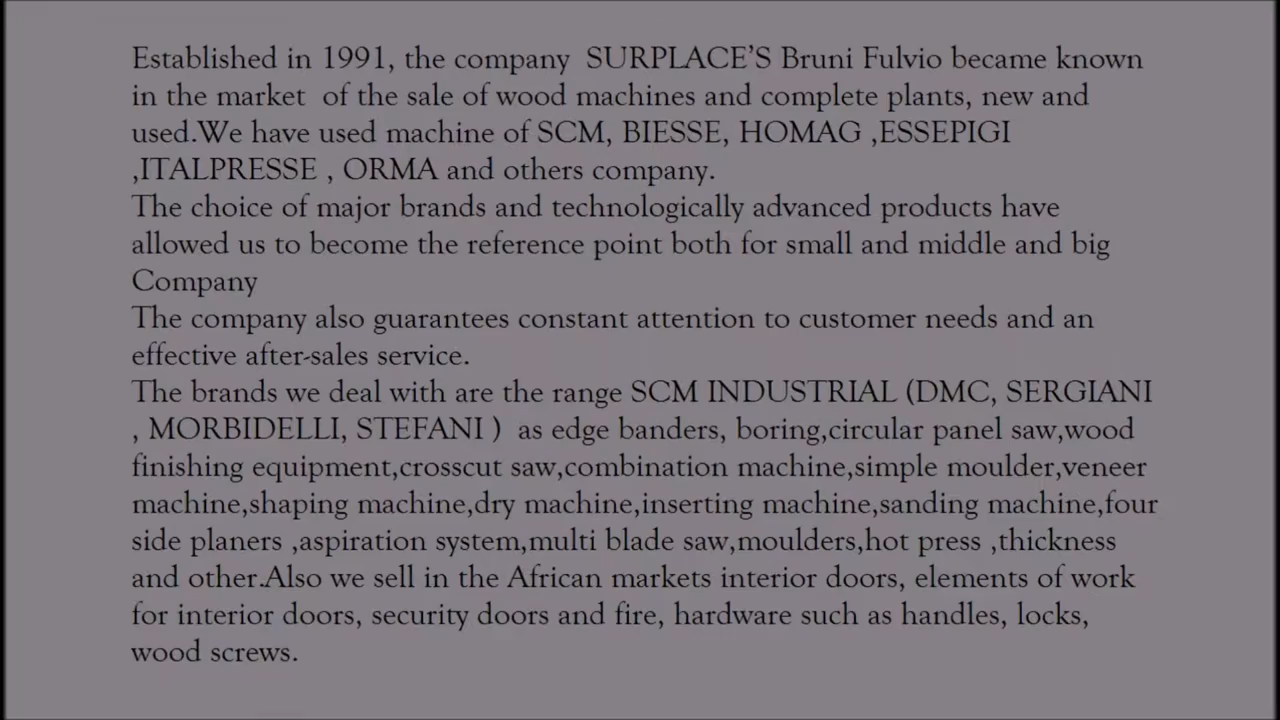 Established in 1991, the company  SURPLACE’S Bruni Fulvio became known
in the market  of the sale of wood machines and complete plants, new and
used.We have used machine of SCM, BIESSE, HOMAG ,ESSEPIGI
,ITALPRESSE , ORMA and others company.
The choice of major brands and technologically advanced products have
allowed us to become the reference point both for small and middle and big
Company
The company also guarantees constant attention to customer needs and an
effective after-sales service.
The brands we deal with are the range SCM INDUSTRIAL (DMC, SERGIANI
, MORBIDELLI, STEFANI )  as edge banders, boring,circular panel saw,wood
finishing equipment,crosscut saw,combination machine,simple moulder,veneer
machine,shaping machine,dry machine,inserting machine,sanding machine,four
side planers ,aspiration system,multi blade saw,moulders,hot press ,thickness
and other.Also we sell in the African markets interior doors, elements of work
for interior doors, security doors and fire, hardware such as handles, locks,
wood screws.